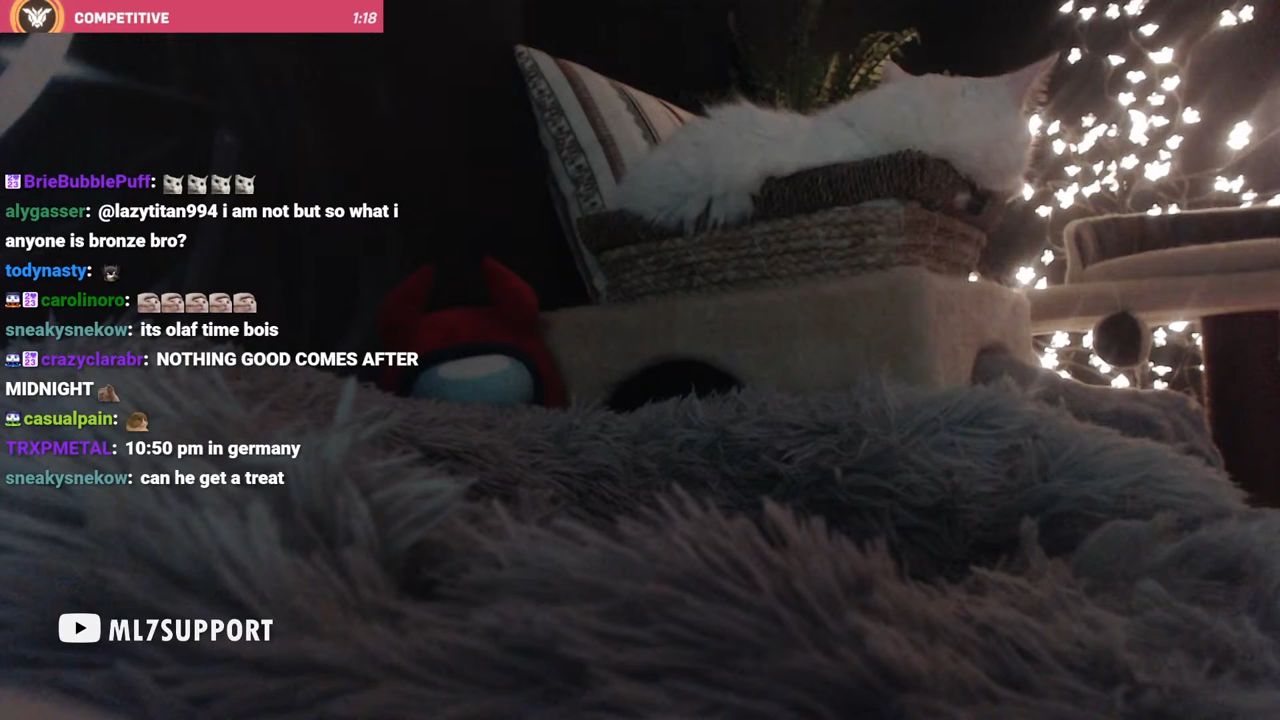 COMPETITIVE 1:18
BrieBubblePuff:
alygasser: @lazytitan994 i am not but so what i
anyone is bronze bro?
todynasty:
carolinoro:
sneakysnekow: its olaf time bois
crazyclarabr: NOTHING GOOD COMES AFTER
MIDNIGHT
casualpain:
TRXPMETAL: 10:50 pm in germany
sneakysnekow: can he get a treat
ML7SUPPORT